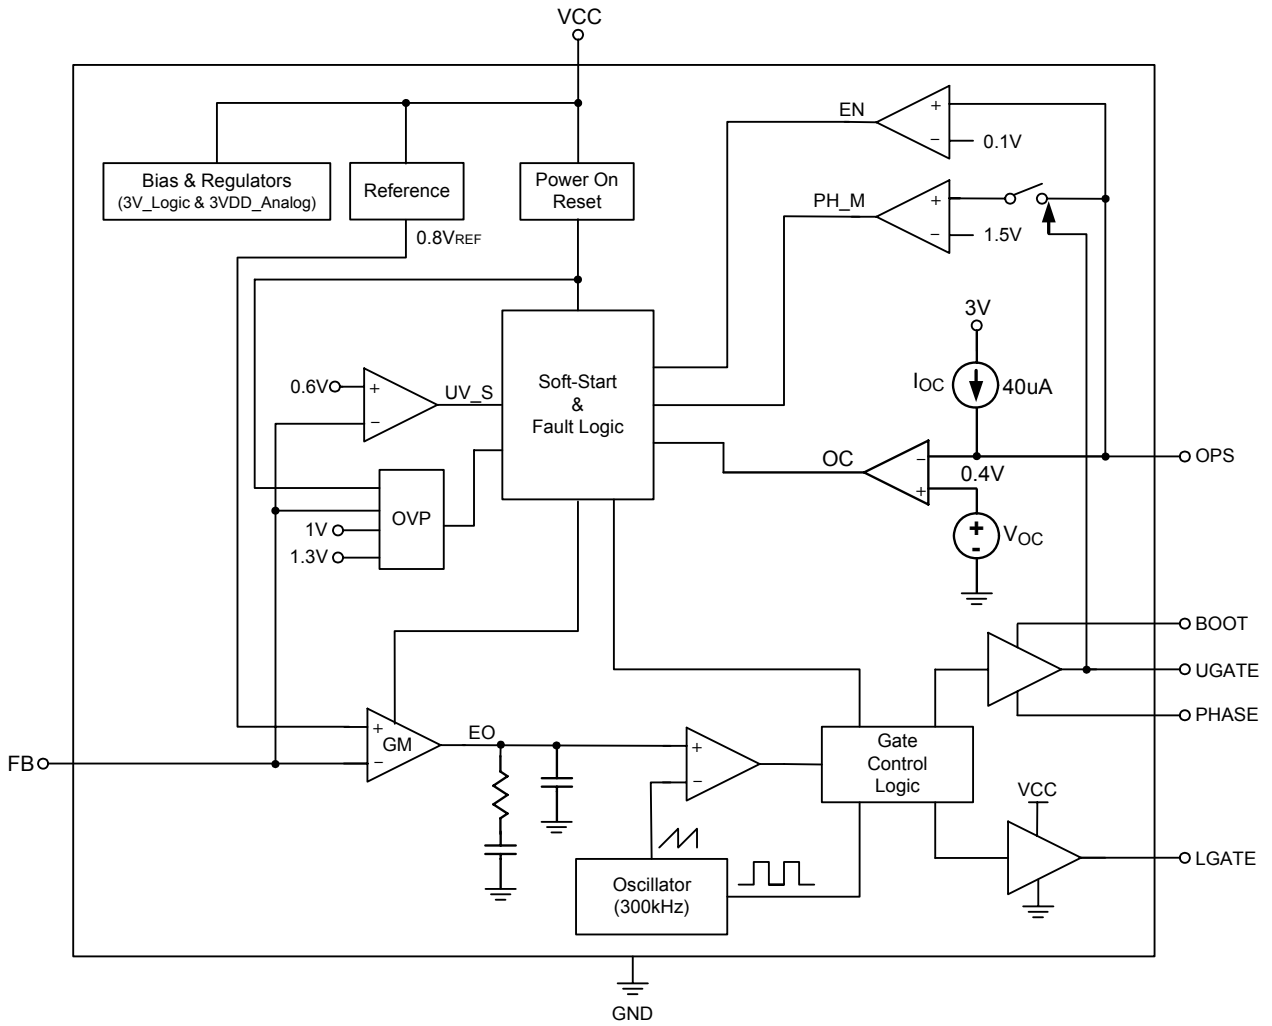 VCC
EN
+
−
0.1V
Bias & Regulators
(3V_Logic & 3VDD_Analog)
Reference
Power On
Reset
PH_M
+
−
1.5V
0.8VREF
3V
IOC
40uA
0.6V
+
−
UV_S
Soft-Start
&
Fault Logic
OC
−
+
0.4V
OPS
OVP
1V
1.3V
+
-
VOC
BOOT
UGATE
PHASE
FB
+
−
GM
EO
+
−
Gate
Control
Logic
VCC
LGATE
Oscillator
(300kHz)
GND